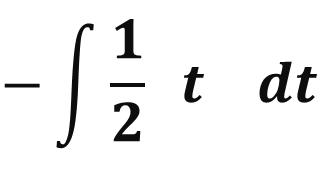 − ∫ 1/2 t dt